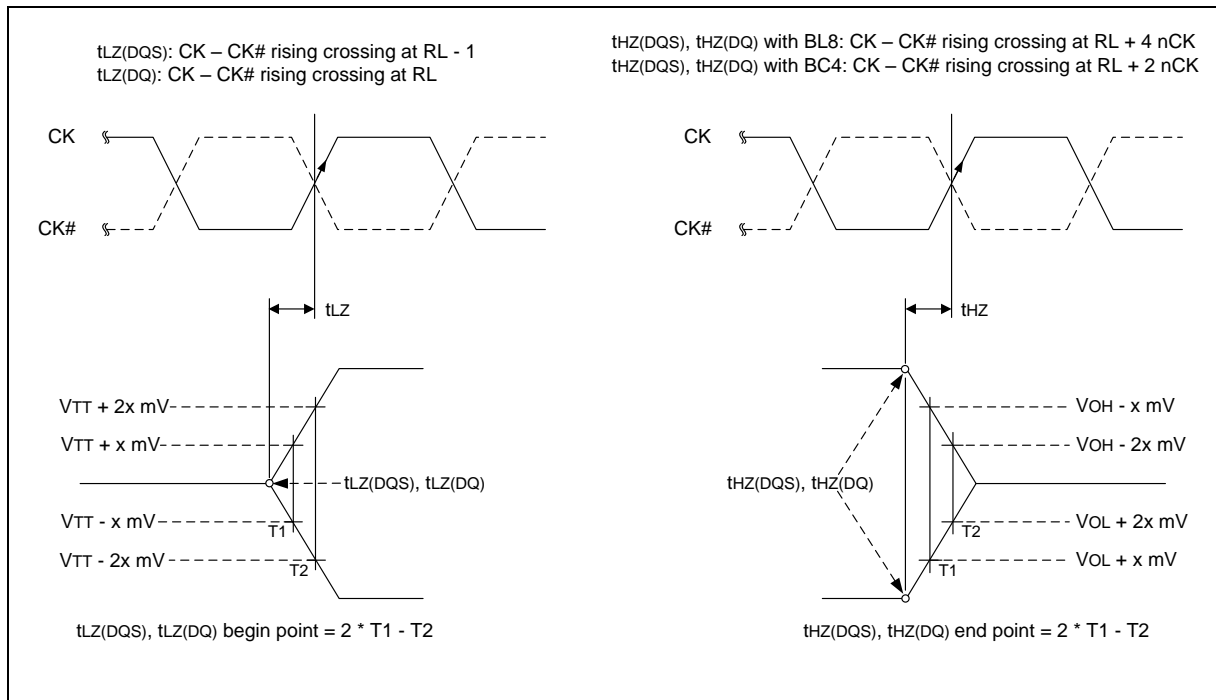 tLZ(DQS): CK – CK# rising crossing at RL - 1
tLZ(DQ): CK – CK# rising crossing at RL
tHZ(DQS), tHZ(DQ) with BL8: CK – CK# rising crossing at RL + 4 nCK
tHZ(DQS), tHZ(DQ) with BC4: CK – CK# rising crossing at RL + 2 nCK
CK
CK#
tLZ
VTT + 2x mV
VTT + x mV
tLZ(DQS), tLZ(DQ)
VTT - x mV
T1
VTT - 2x mV
T2
tLZ(DQS), tLZ(DQ) begin point = 2 * T1 - T2
CK
CK#
tHZ
VOH - x mV
VOH - 2x mV
tHZ(DQS), tHZ(DQ)
VOL + 2x mV
T2
VOL + x mV
T1
tHZ(DQS), tHZ(DQ) end point = 2 * T1 - T2